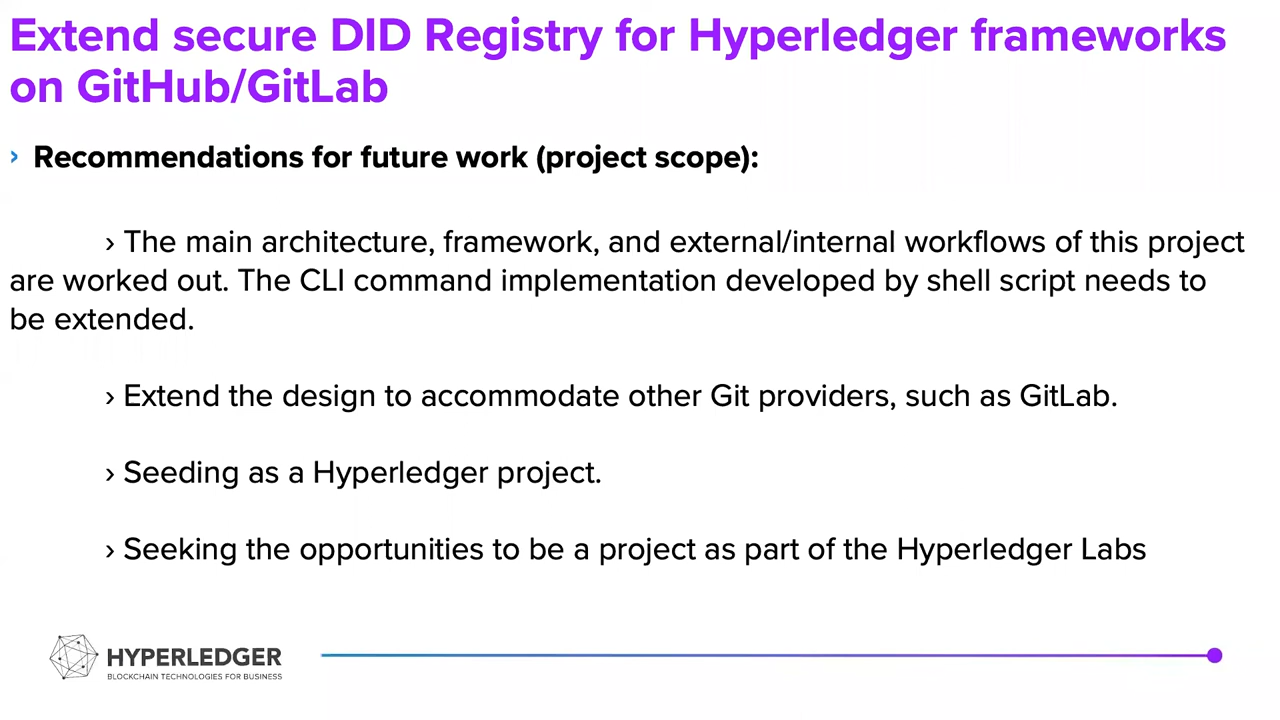 Extend secure DID Registry for Hyperledger frameworks
on GitHub/GitLab
› Recommendations for future work (project scope):
› The main architecture, framework, and external/internal workflows of this project
are worked out. The CLI command implementation developed by shell script needs to
be extended.
› Extend the design to accommodate other Git providers, such as GitLab.
› Seeding as a Hyperledger project.
› Seeking the opportunities to be a project as part of the Hyperledger Labs
HYPERLEDGER
BLOCKCHAIN TECHNOLOGIES FOR BUSINESS